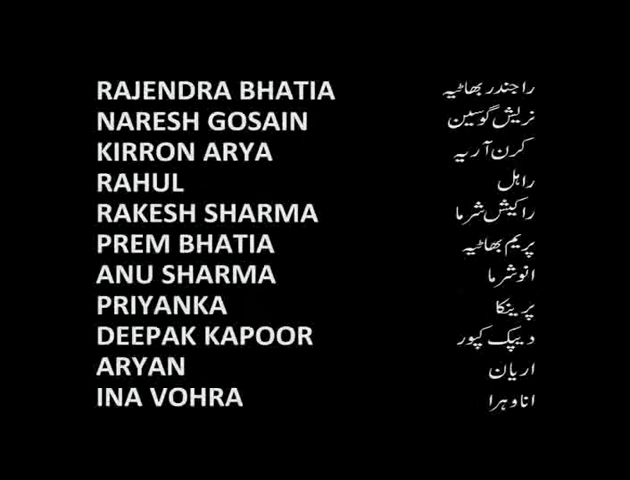 RAJENDRA BHATIA راجندر بھاٹیہ
NARESH GOSAIN نریش گوسین
KIRRON ARYA کرن آریہ
RAHUL راہل
RAKESH SHARMA راکیش شرما
PREM BHATIA پریم بھاٹیہ
ANU SHARMA انو شرما
PRIYANKA پرینکا
DEEPAK KAPOOR دیپک کپور
ARYAN اریان
INA VOHRA انا وہرا